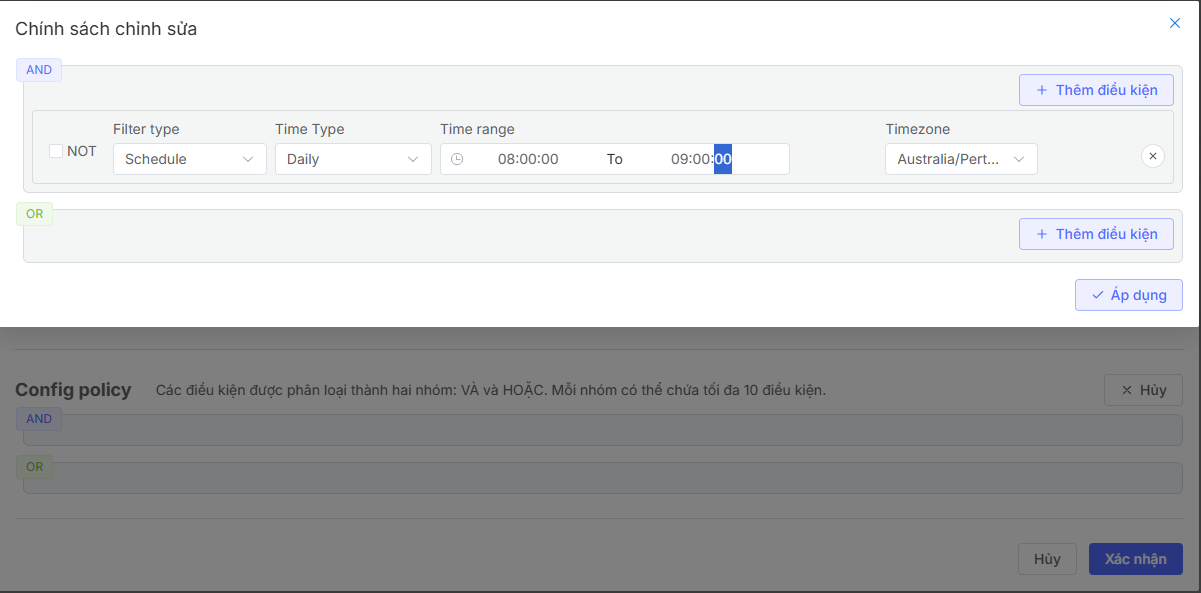 Chính sách chỉnh sửa
AND
Thêm điều kiện
Filter type
Time Type
Time range
Timezone
NOT
Schedule
Daily
08:00:00
To
09:00:00
Australia/Pert...
OR
Thêm điều kiện
Áp dụng
Config policy
Các điều kiện được phân loại thành hai nhóm: VÀ và HOẶC. Mỗi nhóm có thể chứa tối đa 10 điều kiện.
Hủy
AND
OR
Hủy
Xác nhận